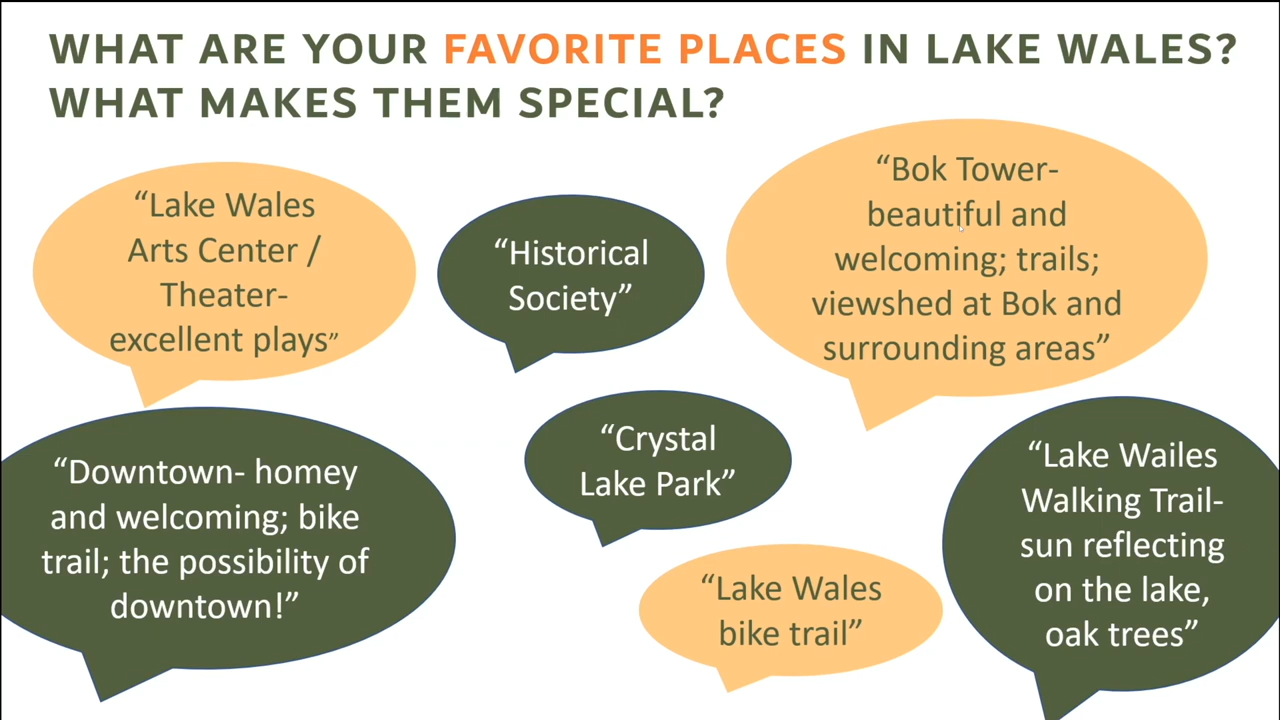 WHAT ARE YOUR FAVORITE PLACES IN LAKE WALES?
WHAT MAKES THEM SPECIAL?
“Lake Wales
Arts Center /
Theater-
excellent plays”
“Historical
Society”
“Bok Tower-
beautiful and
welcoming; trails;
viewshed at Bok and
surrounding areas”
“Downtown- homey
and welcoming; bike
trail; the possibility of
downtown!”
“Crystal
Lake Park”
“Lake Wales
bike trail”
“Lake Wailes
Walking Trail-
sun reflecting
on the lake,
oak trees”